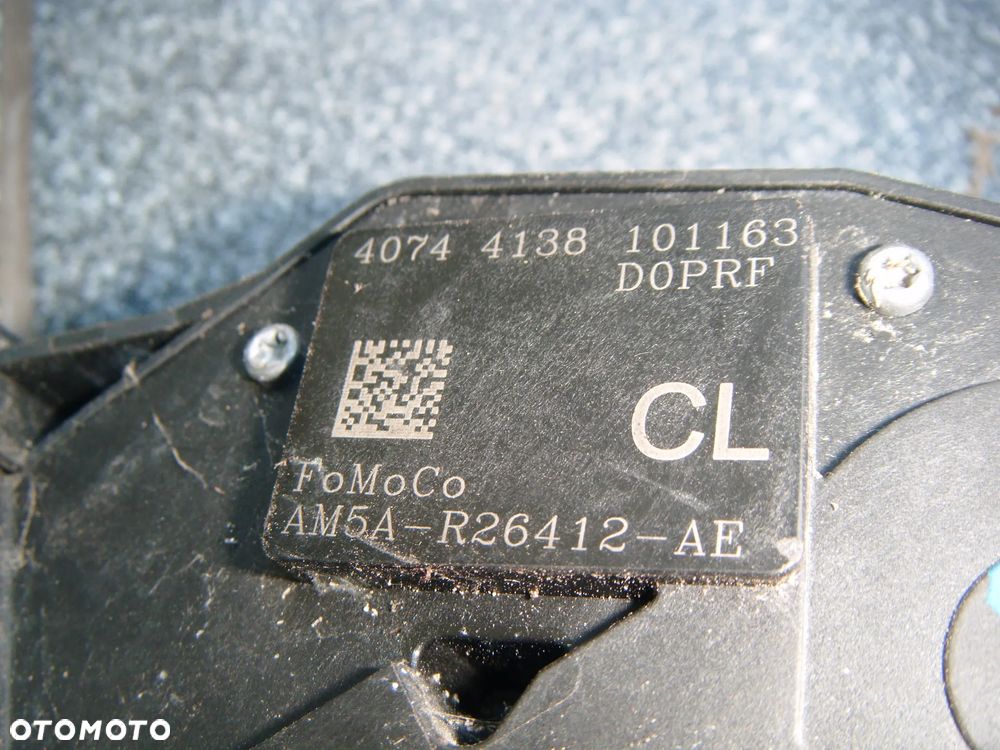 4074 4138 101163
D0PRF
CL
FoMoCo
AM5A-R26412-AE
OTOMOTO